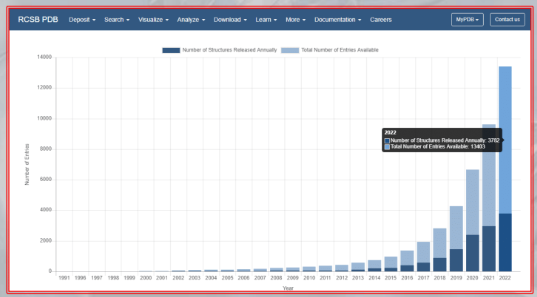 RCSB PDB Deposit Search Visualize Analyze Download Learn More Documentation Careers MyPDB Contact us
Number of Structures Released Annually Total Number of Entries Available
14000
12000
10000
8000
6000
4000
2000
0
Number of Entries
2022
Number of Structures Released Annually: 3762
Total Number of Entries Available: 13403
1991 1996 1997 1998 1999 2000 2001 2002 2003 2004 2005 2006 2007 2008 2009 2010 2011 2012 2013 2014 2015 2016 2017 2018 2019 2020 2021 2022
Year